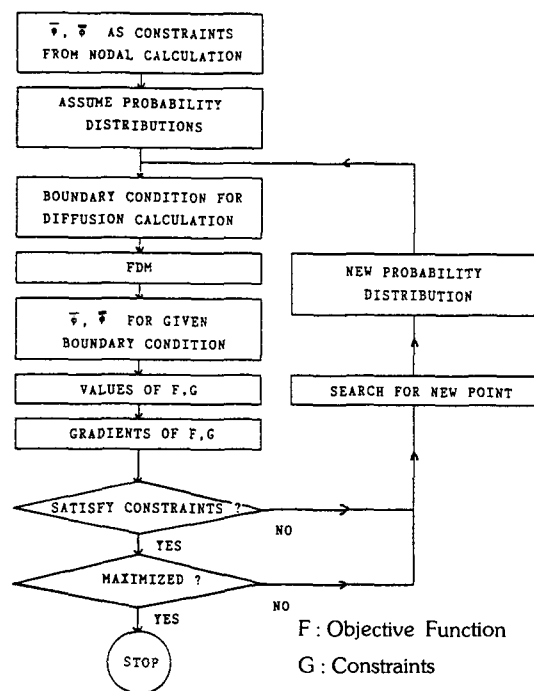 φ̄, φ̿ AS CONSTRAINTS
FROM NODAL CALCULATION
ASSUME PROBABILITY
DISTRIBUTIONS
BOUNDARY CONDITION FOR
DIFFUSION CALCULATION
FDM
φ̄, φ̿ FOR GIVEN
BOUNDARY CONDITION
VALUES OF F,G
GRADIENTS OF F,G
SATISFY CONSTRAINTS ?
NO
YES
MAXIMIZED ?
NO
YES
STOP
NEW PROBABILITY
DISTRIBUTION
SEARCH FOR NEW POINT
F : Objective Function
G : Constraints